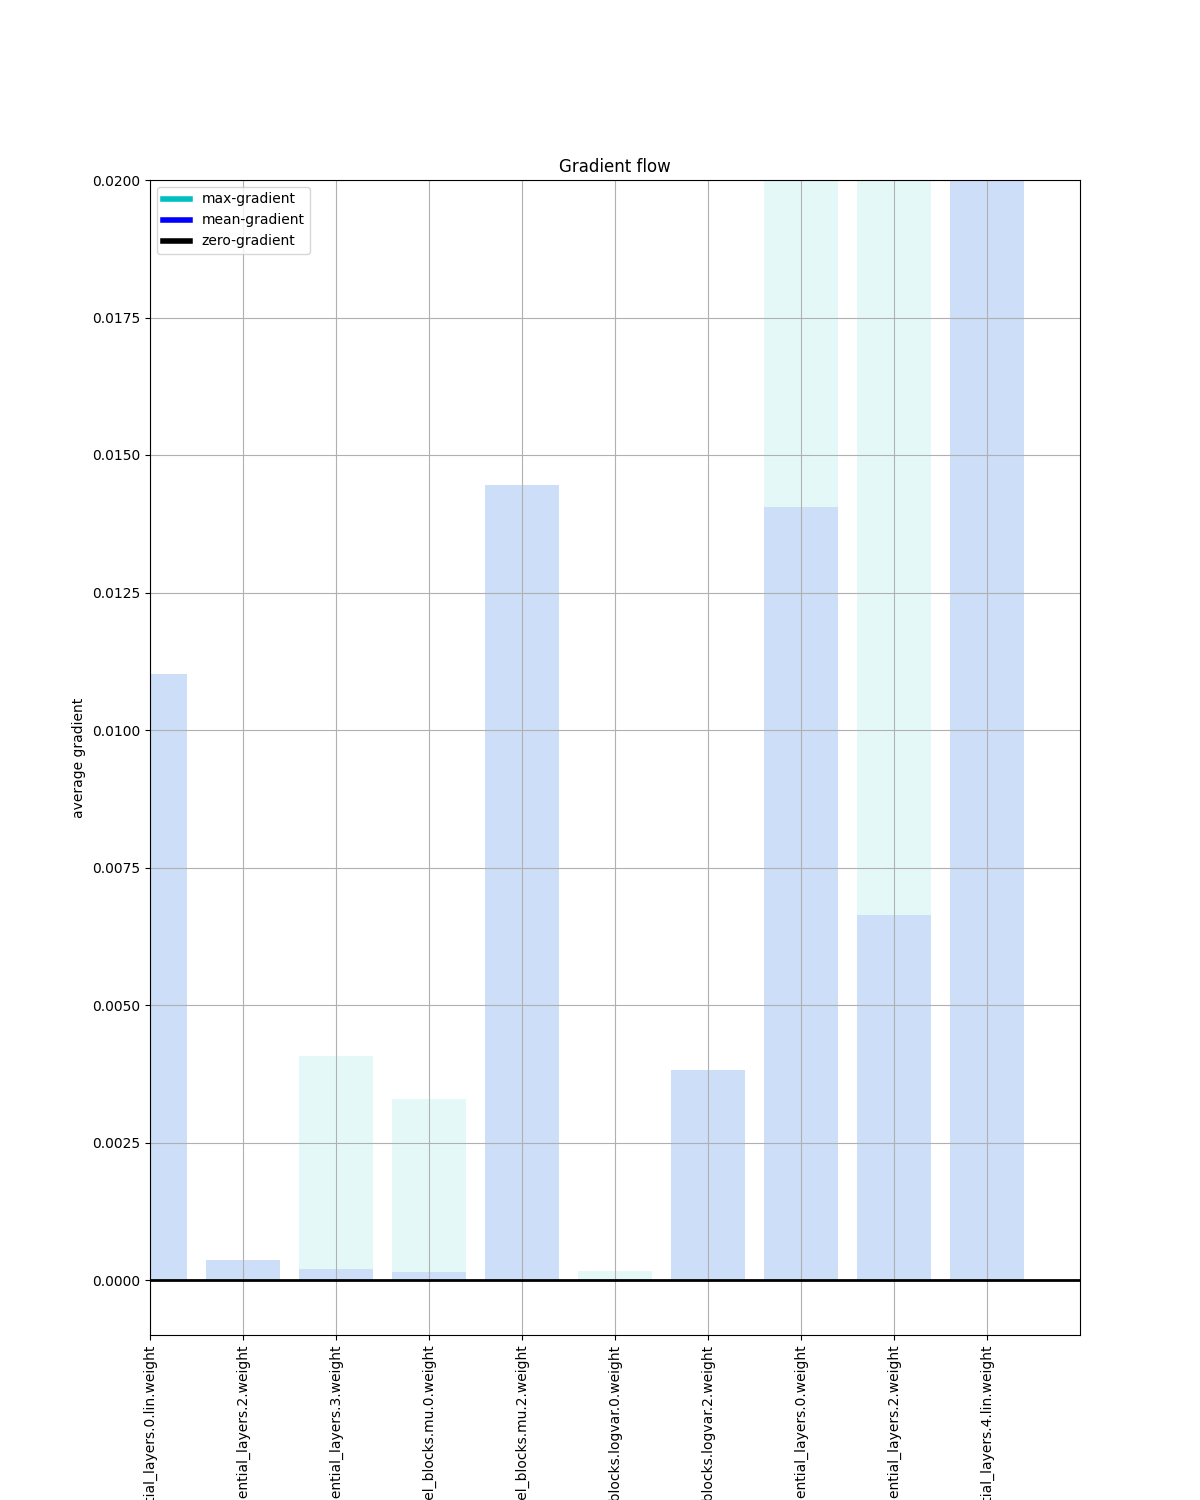 Gradient flow
max-gradient
mean-gradient
zero-gradient
0.0200
0.0175
0.0150
0.0125
0.0100
0.0075
0.0050
0.0025
0.0000
average gradient
tial_layers.0.lin.weight
ential_layers.2.weight
ential_layers.3.weight
el_blocks.mu.0.weight
el_blocks.mu.2.weight
blocks.logvar.0.weight
blocks.logvar.2.weight
ential_layers.0.weight
ential_layers.2.weight
tial_layers.4.lin.weight